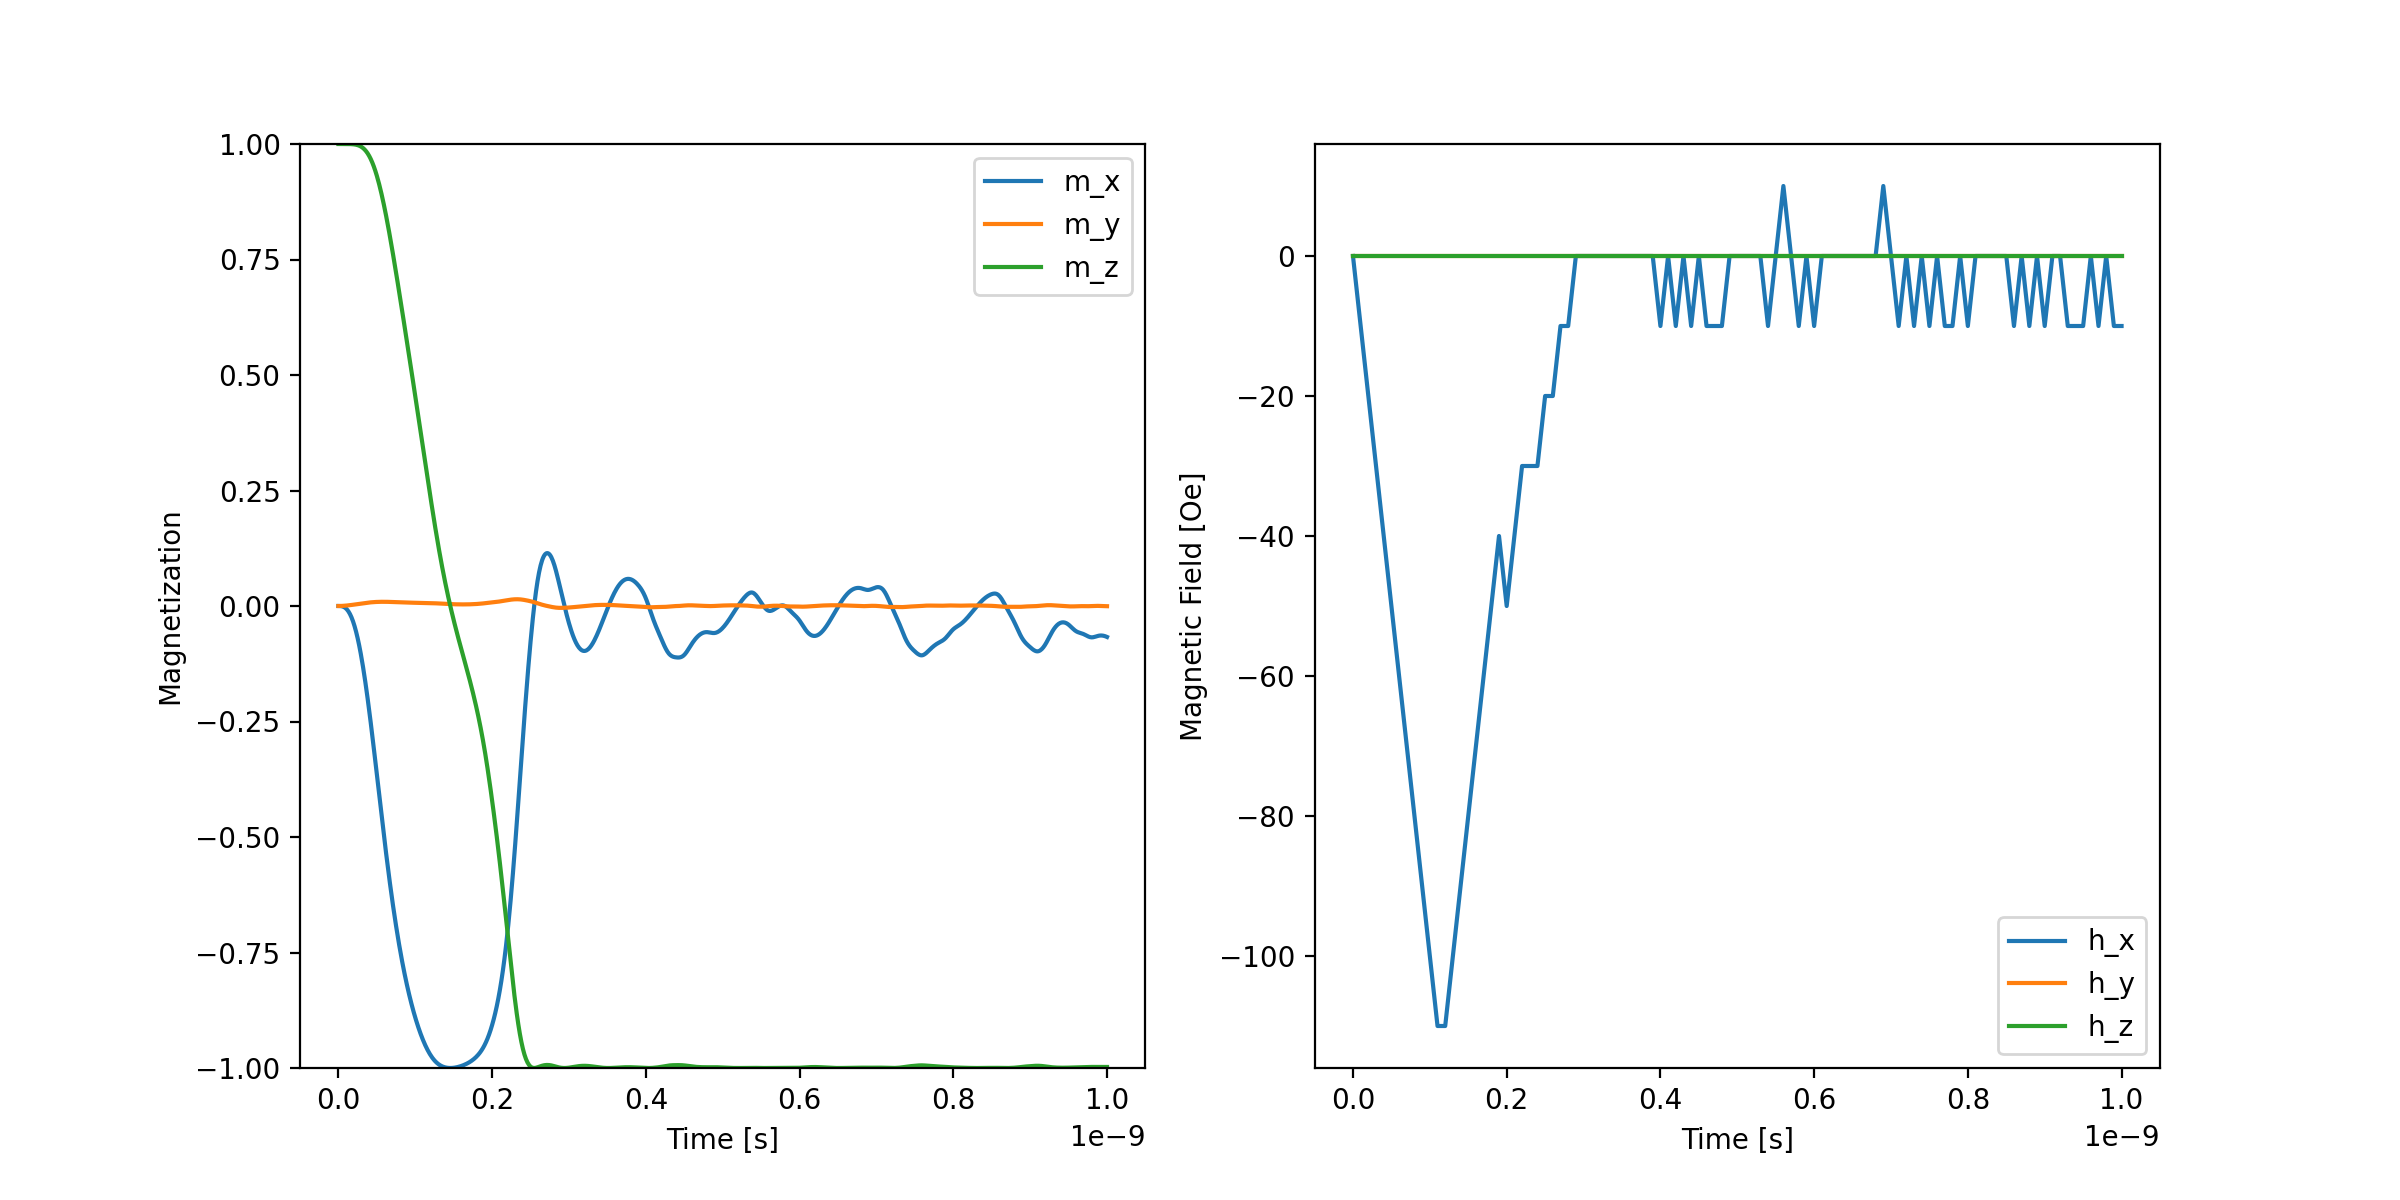 Magnetization
1.00
0.75
0.50
0.25
0.00
−0.25
−0.50
−0.75
−1.00
m_x
m_y
m_z
0.0 0.2 0.4 0.6 0.8 1.0
Time [s]
1e−9
Magnetic Field [Oe]
0
−20
−40
−60
−80
−100
h_x
h_y
h_z
0.0 0.2 0.4 0.6 0.8 1.0
Time [s]
1e−9